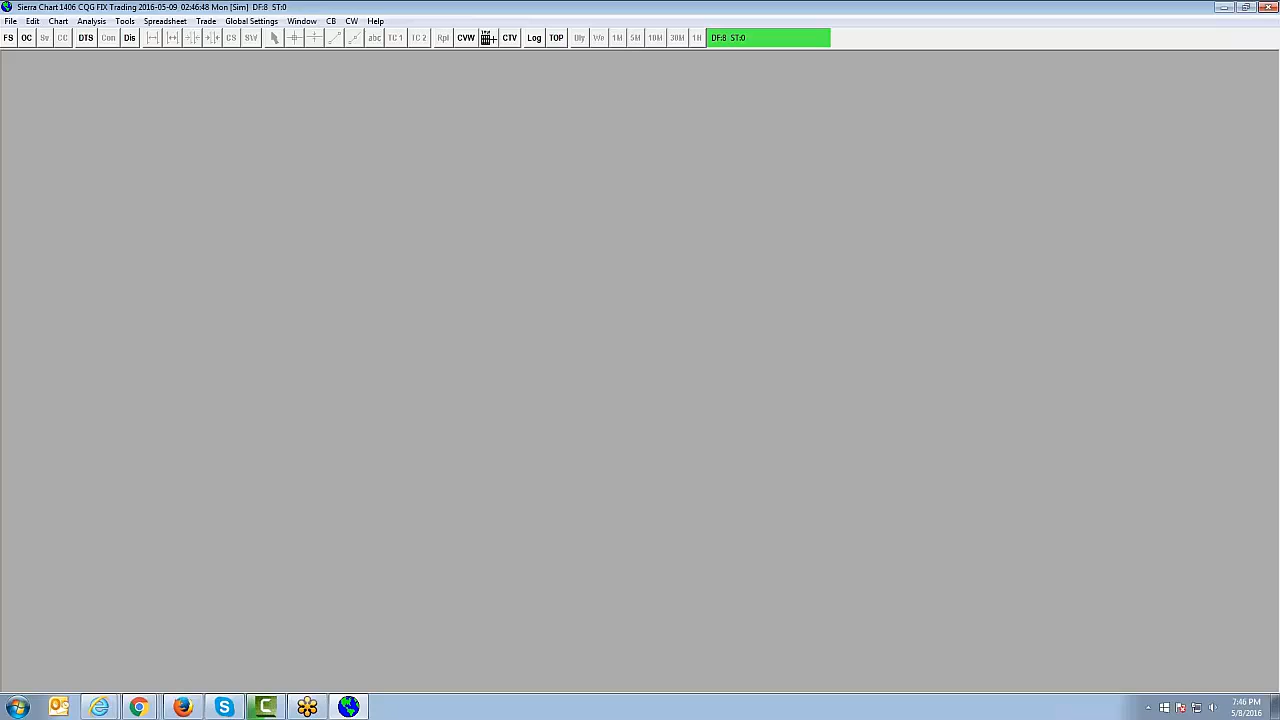 Sierra Chart 1406 CQG FIX Trading 2016-05-09 02:46:48 Mon [Sim] DF:8 ST:0
File Edit Chart Analysis Tools Spreadsheet Trade Global Settings Window CB CW Help
FS OC Sv CC DTS Con Dis CS SW abc TC 1 TC 2 Rpl CVW CTV Log TOP Dly We 1M 5M 10M 30M 1H DF:8 ST:0
7:46 PM
5/8/2016